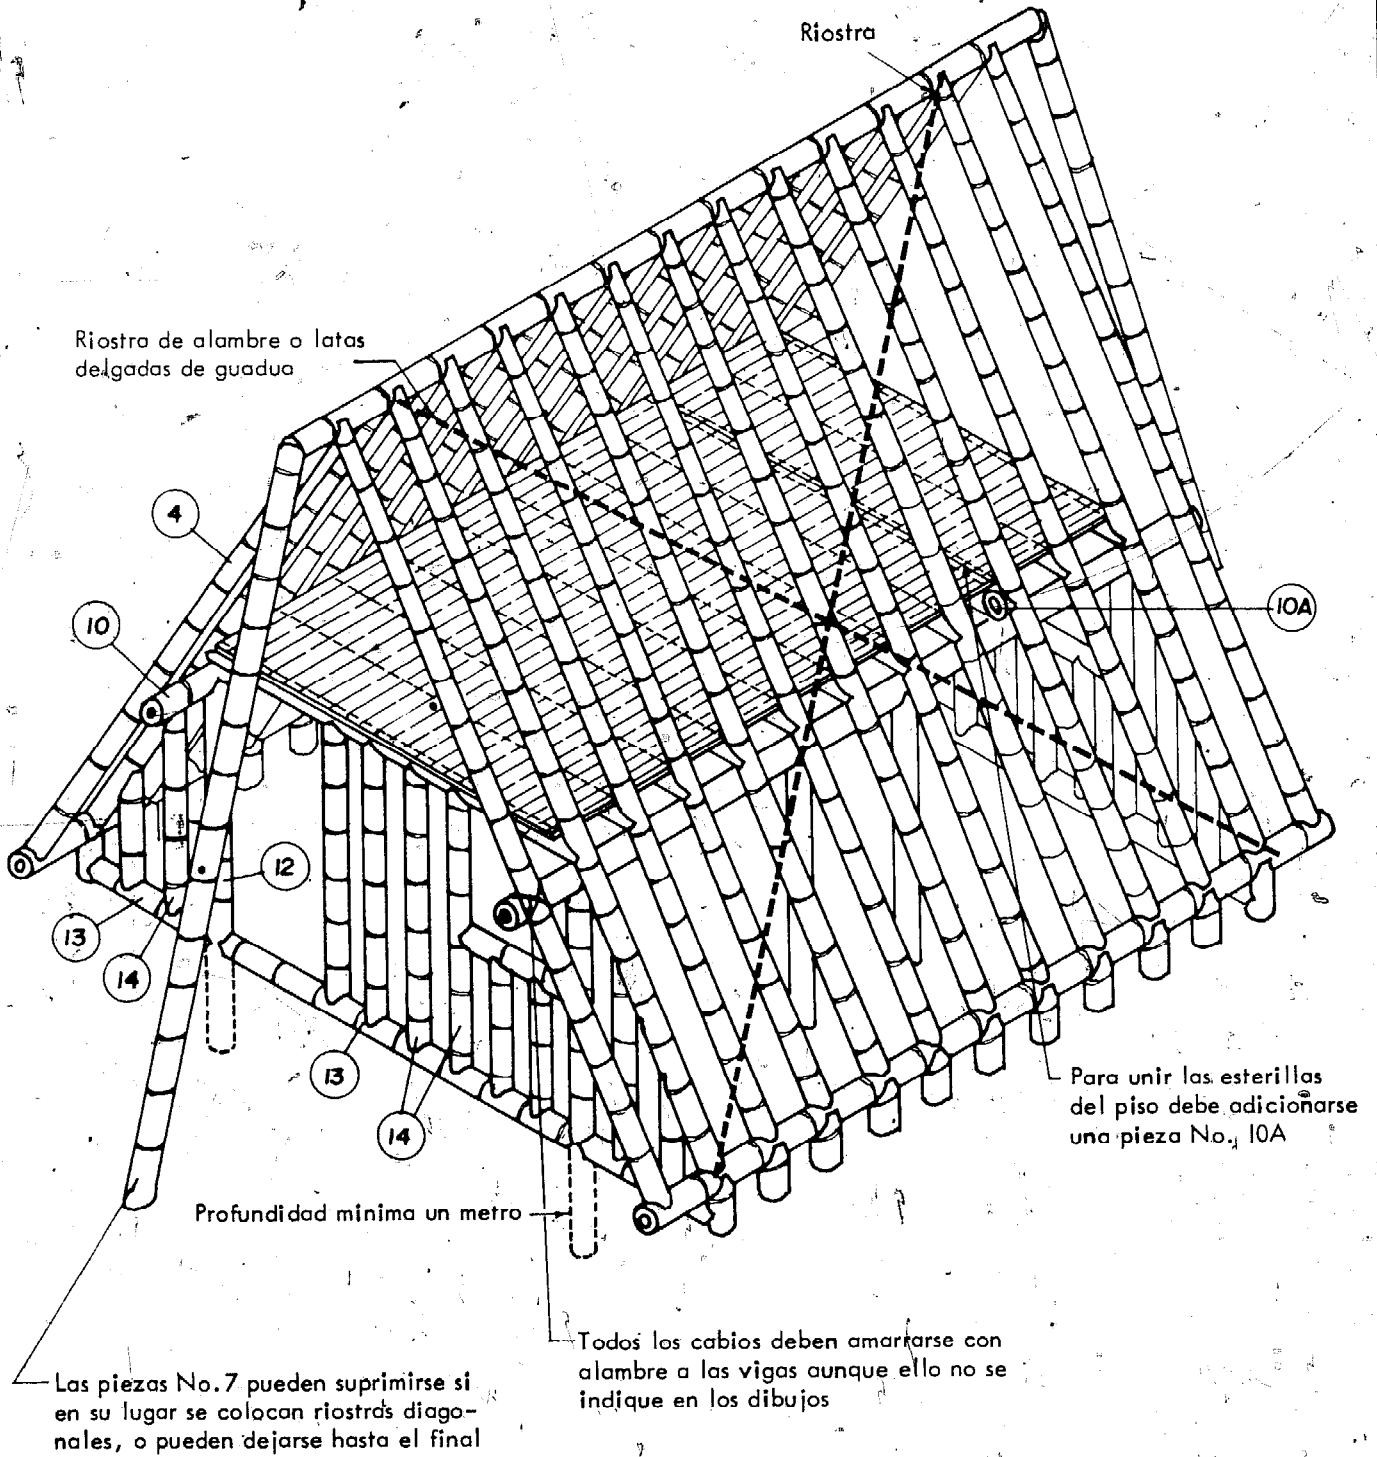 Riostra
Riostra de alambre o latas
delgadas de guadua
4
10
10A
12
13
14
13
14
Para unir las esterillas
del piso debe adicionarse
una pieza No. 10A
Profundidad minima un metro
Todos los cabios deben amarrarse con
alambre a las vigas aunque ello no se
indique en los dibujos
Las piezas No.7 pueden suprimirse si
en su lugar se colocan riostras diago-
nales, o pueden dejarse hasta el final